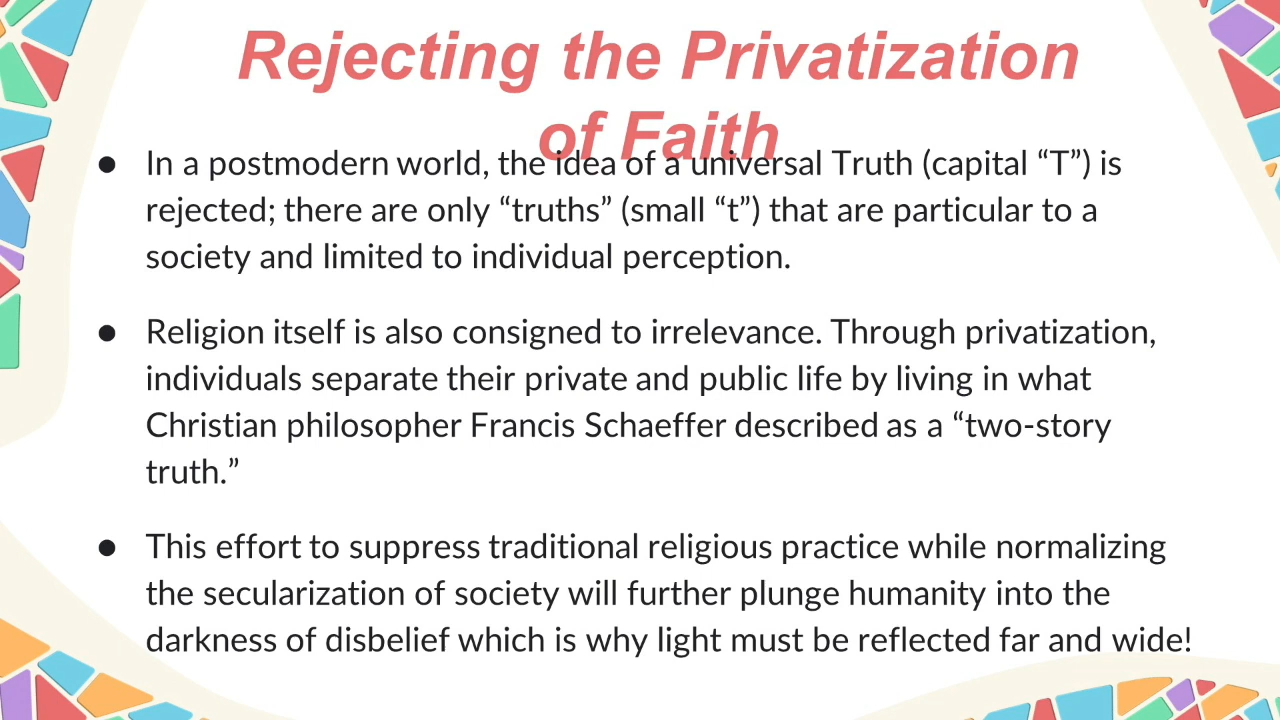 Rejecting the Privatization
of Faith
● In a postmodern world, the idea of a universal Truth (capital “T”) is
rejected; there are only “truths” (small “t”) that are particular to a
society and limited to individual perception.
● Religion itself is also consigned to irrelevance. Through privatization,
individuals separate their private and public life by living in what
Christian philosopher Francis Schaeffer described as a “two-story
truth.”
● This effort to suppress traditional religious practice while normalizing
the secularization of society will further plunge humanity into the
darkness of disbelief which is why light must be reflected far and wide!